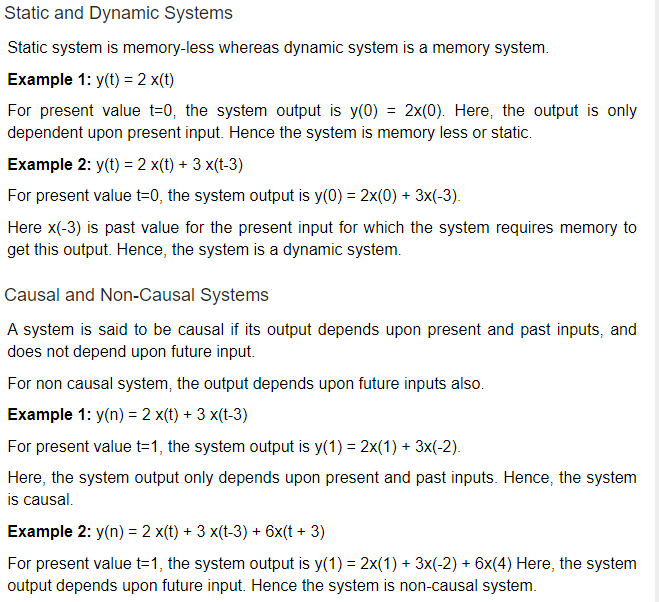 Static and Dynamic Systems
Static system is memory-less whereas dynamic system is a memory system.
Example 1: y(t) = 2 x(t)
For present value t=0, the system output is y(0) = 2x(0). Here, the output is only
dependent upon present input. Hence the system is memory less or static.
Example 2: y(t) = 2 x(t) + 3 x(t-3)
For present value t=0, the system output is y(0) = 2x(0) + 3x(-3).
Here x(-3) is past value for the present input for which the system requires memory to
get this output. Hence, the system is a dynamic system.
Causal and Non-Causal Systems
A system is said to be causal if its output depends upon present and past inputs, and
does not depend upon future input.
For non causal system, the output depends upon future inputs also.
Example 1: y(n) = 2 x(t) + 3 x(t-3)
For present value t=1, the system output is y(1) = 2x(1) + 3x(-2).
Here, the system output only depends upon present and past inputs. Hence, the system
is causal.
Example 2: y(n) = 2 x(t) + 3 x(t-3) + 6x(t + 3)
For present value t=1, the system output is y(1) = 2x(1) + 3x(-2) + 6x(4) Here, the system
output depends upon future input. Hence the system is non-causal system.